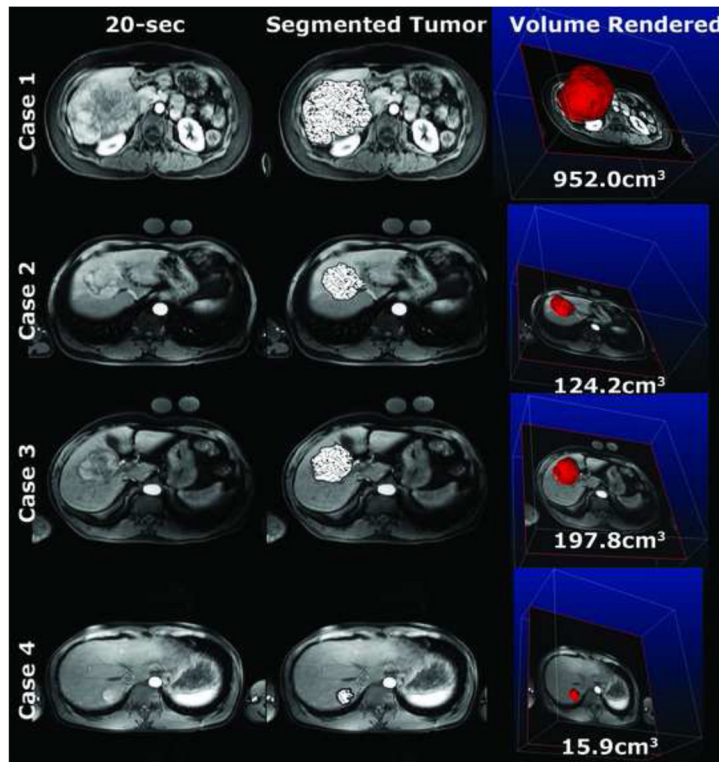 20-sec Segmented Tumor Volume Rendered
Case 1
952.0cm³
Case 2
124.2cm³
Case 3
197.8cm³
Case 4
15.9cm³